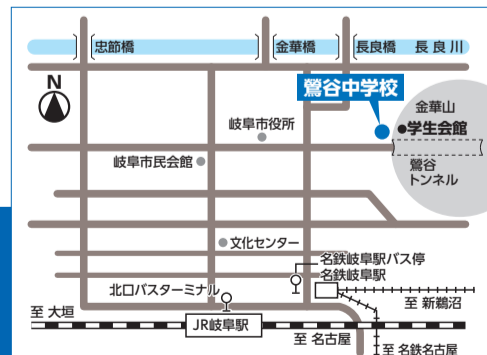 忠節橋
金華橋
長良橋 長良川
N
鶯谷中学校
金華山
学生会館
岐阜市役所
鶯谷
トンネル
岐阜市民会館
文化センター
名鉄岐阜駅バス停
名鉄岐阜駅
北口バスターミナル
至 新鵜沼
至 大垣
JR岐阜駅
至 名古屋
至 名鉄名古屋